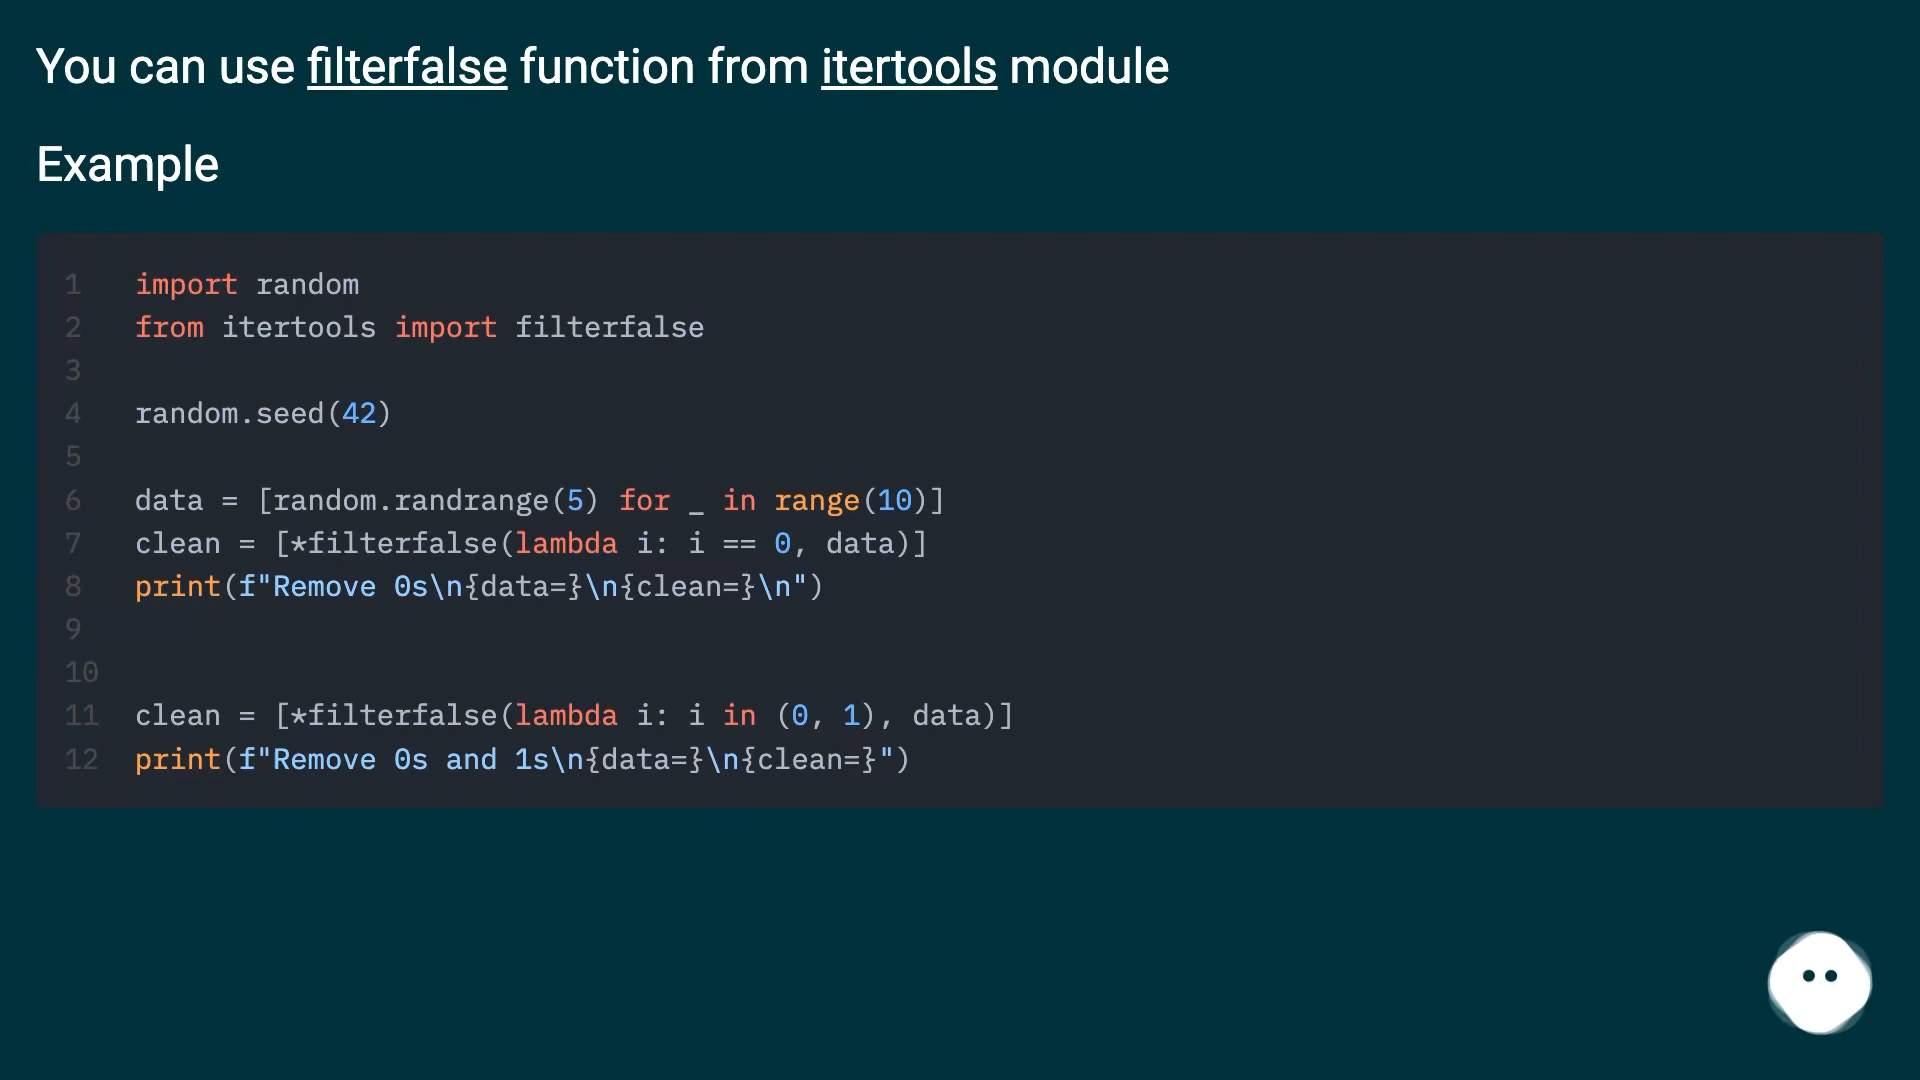 You can use filterfalse function from itertools module
Example
1 import random
2 from itertools import filterfalse
3
4 random.seed(42)
5
6 data = [random.randrange(5) for _ in range(10)]
7 clean = [*filterfalse(lambda i: i == 0, data)]
8 print(f"Remove 0s\n{data=}\n{clean=}\n")
9
10
11 clean = [*filterfalse(lambda i: i in (0, 1), data)]
12 print(f"Remove 0s and 1s\n{data=}\n{clean=}")